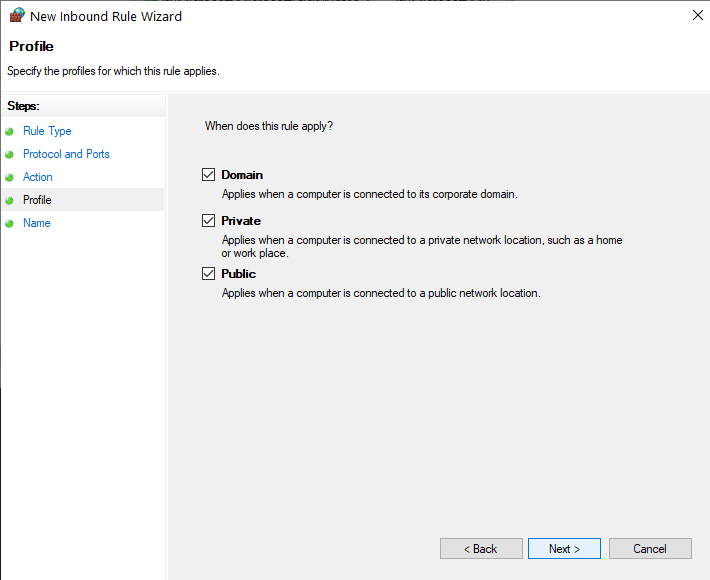 New Inbound Rule Wizard
Profile
Specify the profiles for which this rule applies.
Steps:
Rule Type
Protocol and Ports
Action
Profile
Name
When does this rule apply?
Domain
Applies when a computer is connected to its corporate domain.
Private
Applies when a computer is connected to a private network location, such as a home
or work place.
Public
Applies when a computer is connected to a public network location.
< Back
Next >
Cancel